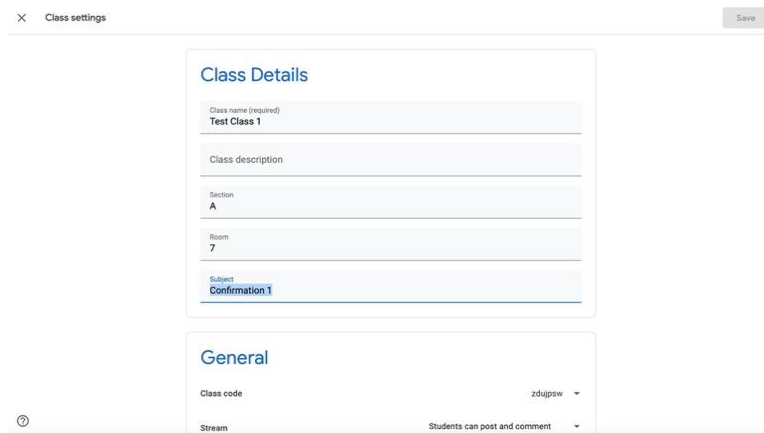 Class settings
Save
Class Details
Class name (required)
Test Class 1
Class description
Section
A
Room
7
Subject
Confirmation 1
General
Class code
zdujpsw
Stream
Students can post and comment